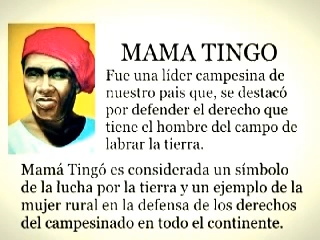 MAMA TINGO
Fue una líder campesina de
nuestro pais que, se destacó
por defender el derecho que
tiene el hombre del campo de
labrar la tierra.
Mamá Tingó es considerada un símbolo
de la lucha por la tierra y un ejemplo de la
mujer rural en la defensa de los derechos
del campesinado en todo el continente.